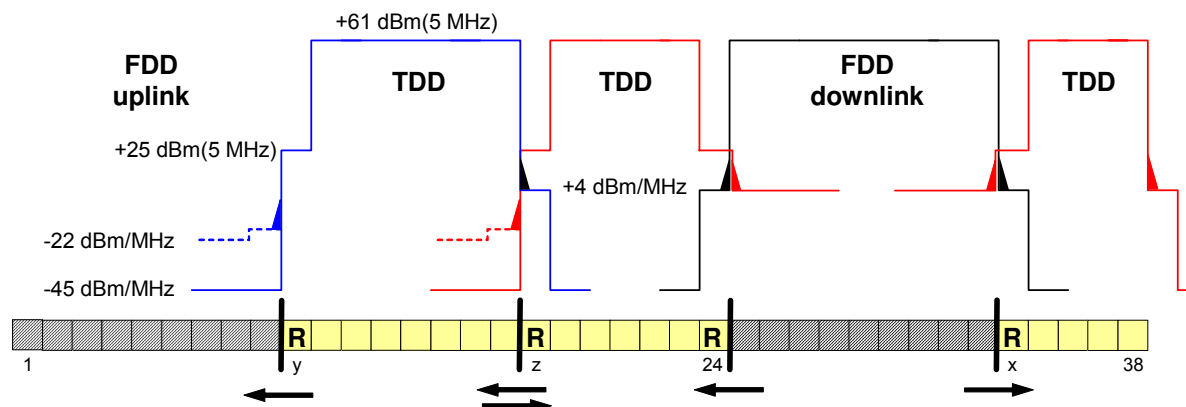 +61 dBm(5 MHz)
FDD
uplink
TDD
TDD
FDD
downlink
TDD
+25 dBm(5 MHz)
+4 dBm/MHz
-22 dBm/MHz
-45 dBm/MHz
R R R R
1 y z 24 x 38